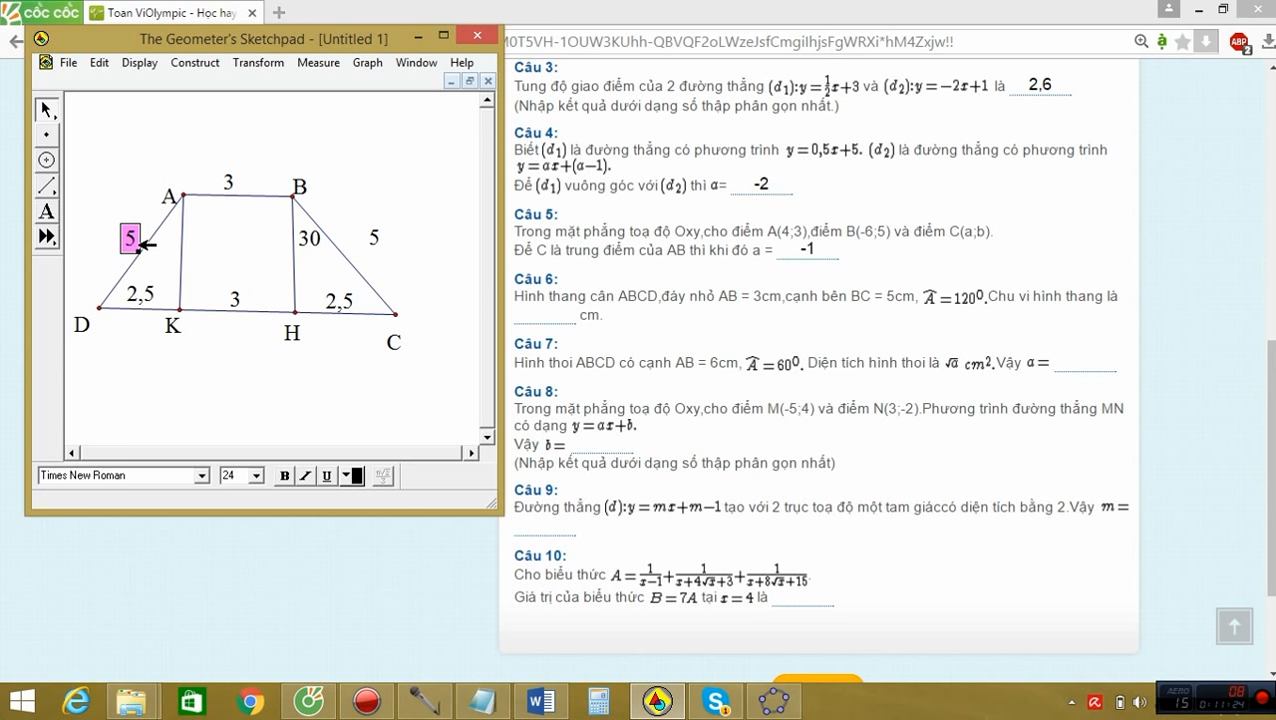 cốc cốc
Toan ViOlympic - Học hay
M0T5VH-1OUW3KUhh-QBVQF2oLWzeJsfCmgiIhjsFgWRXi*hM4Zxjw!!
ABP
2
The Geometer's Sketchpad - [Untitled 1]
File Edit Display Construct Transform Measure Graph Window Help
A
3
A B
5 30 5
2,5 3 2,5
D K H C
Times New Roman 24 B I U
Câu 3:
Tung độ giao điểm của 2 đường thẳng (d₁):y=½x+3 và (d₂):y=−2x+1 là 2,6
(Nhập kết quả dưới dạng số thập phân gọn nhất.)
Câu 4:
Biết (d₁) là đường thẳng có phương trình y=0,5x+5. (d₂) là đường thẳng có phương trình
y=ax+(a−1).
Để (d₁) vuông góc với (d₂) thì a= -2
Câu 5:
Trong mặt phẳng toạ độ Oxy,cho điểm A(4;3),điểm B(-6;5) và điểm C(a;b).
Để C là trung điểm của AB thì khi đó a = -1
Câu 6:
Hình thang cân ABCD,đáy nhỏ AB = 3cm,cạnh bên BC = 5cm, Â=120⁰.Chu vi hình thang là
cm.
Câu 7:
Hình thoi ABCD có cạnh AB = 6cm, Â=60⁰. Diện tích hình thoi là √a cm².Vậy a=
Câu 8:
Trong mặt phẳng toạ độ Oxy,cho điểm M(-5;4) và điểm N(3;-2).Phương trình đường thẳng MN
có dạng y=ax+b.
Vậy b=
(Nhập kết quả dưới dạng số thập phân gọn nhất)
Câu 9:
Đường thẳng (d):y=mx+m−1 tạo với 2 trục toạ độ một tam giáccó diện tích bằng 2.Vậy m=
Câu 10:
Cho biểu thức A=1/(x−1)+1/(x+4√x+3)+1/(x+8√x+15).
Giá trị của biểu thức B=7A tại x=4 là
AERO 08
15 0:11:24